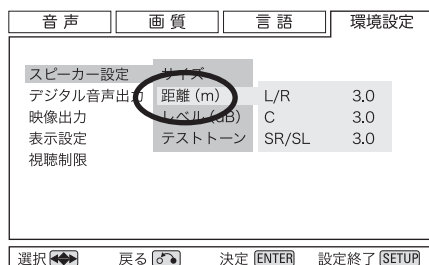 音声 画質 言語 環境設定
スピーカー設定 サイズ
デジタル音声出力 距離(m) L/R 3.0
映像出力 レベル(dB) C 3.0
表示設定 テストトーン SR/SL 3.0
視聴制限
選択 戻る 決定 ENTER 設定終了 SETUP